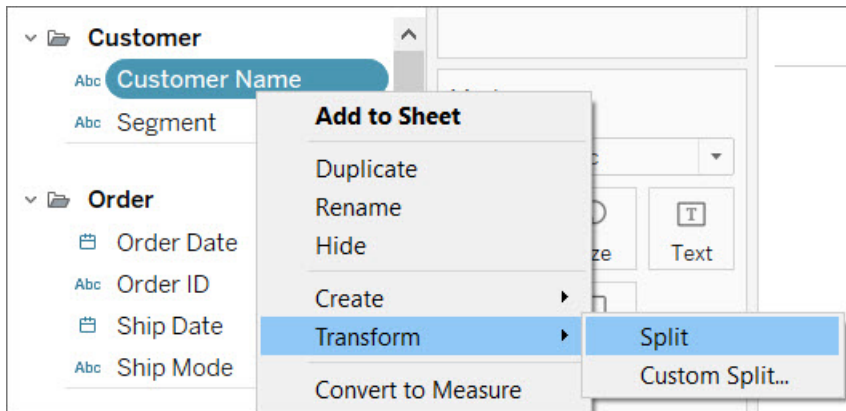 Customer
Abc Customer Name
Abc Segment
Order
Order Date
Abc Order ID
Ship Date
Abc Ship Mode
Add to Sheet
Duplicate
Rename
Hide
Create
Transform
Convert to Measure
Split
Custom Split...
T
Text